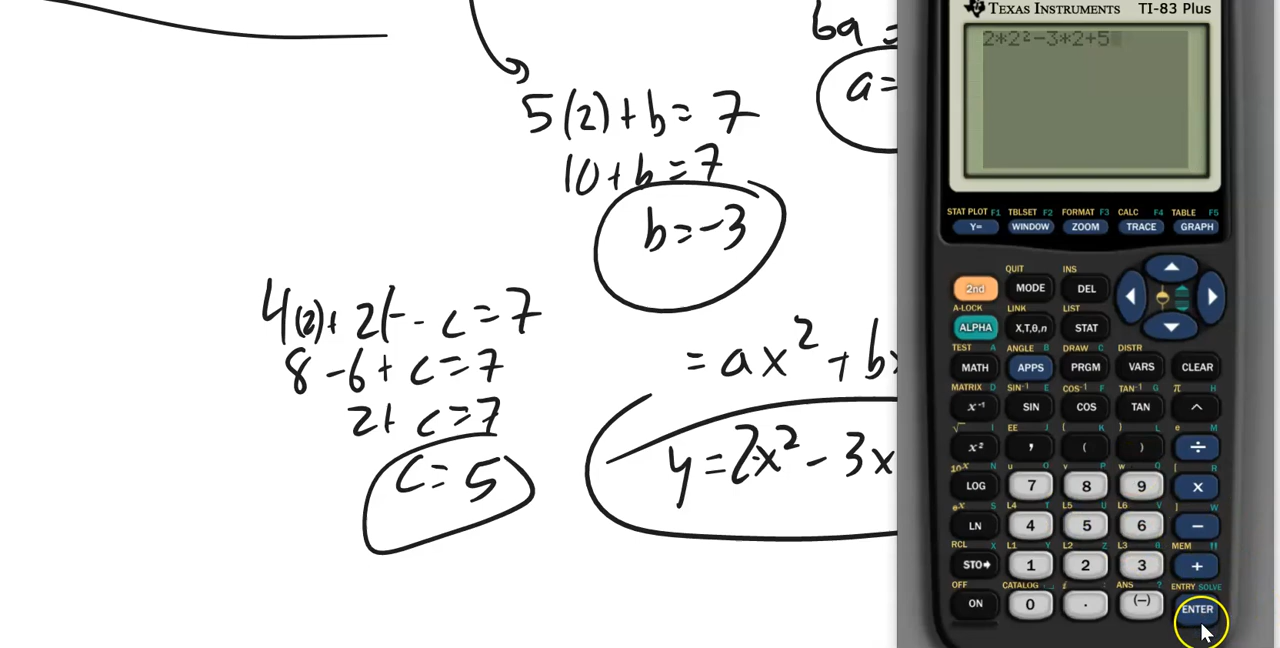 ba =
a =
5(2) + b = 7
10 + b = 7
b = -3
4(2) + 2(- - c = 7
8 - 6 + c = 7
2 + c = 7
c = 5
= ax² + b
y = 2x² - 3x
TEXAS INSTRUMENTS TI-83 Plus
2*2²-3*2+5
STAT PLOT F1 TBLSET F2 FORMAT F3 CALC F4 TABLE F5
Y= WINDOW ZOOM TRACE GRAPH
QUIT INS
2nd MODE DEL
A-LOCK LINK LIST
ALPHA X,T,θ,n STAT
TEST A ANGLE B DRAW C DISTR
MATH APPS PRGM VARS CLEAR
MATRIX D SIN⁻¹ E COS⁻¹ F TAN⁻¹ G π H
x⁻¹ SIN COS TAN ^
√ I EE J { K } L e M
x² , ( ) ÷
10ˣ N u O v P w Q [ R
LOG 7 8 9 ×
eˣ S L4 T L5 U L6 V ] W
LN 4 5 6 −
RCL X L1 Y L2 Z L3 θ MEM "
STO➔ 1 2 3 +
OFF CATALOG i : ANS ? ENTRY SOLVE
ON 0 . (−) ENTER